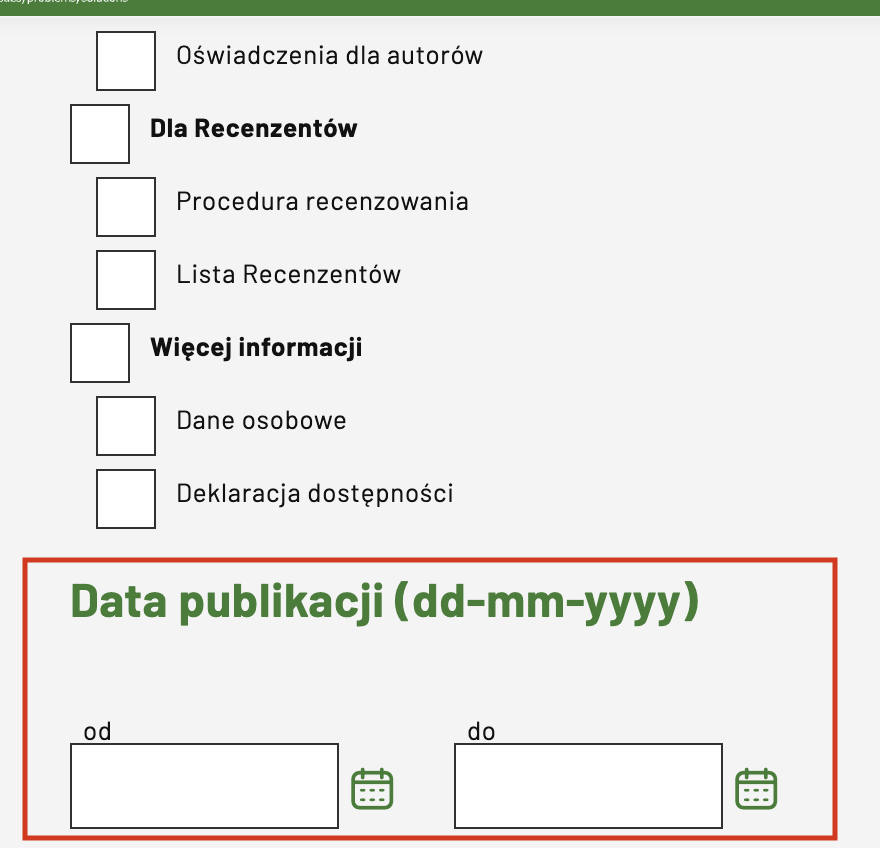 Oświadczenia dla autorów
Dla Recenzentów
Procedura recenzowania
Lista Recenzentów
Więcej informacji
Dane osobowe
Deklaracja dostępności
Data publikacji (dd-mm-yyyy)
od
do